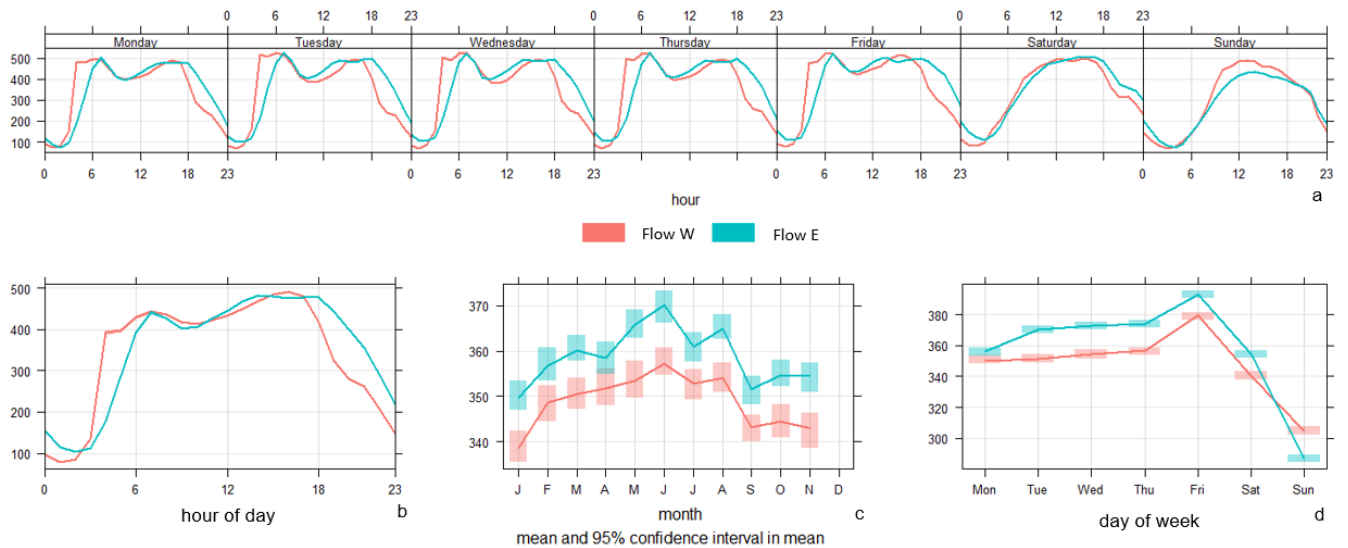 0 6 12 18 23 0 6 12 18 23 0 6 12 18 23
Monday Tuesday Wednesday Thursday Friday Saturday Sunday
500
400
300
200
100
0 6 12 18 23 0 6 12 18 23 0 6 12 18 23 0 6 12 18 23
hour
a
Flow W Flow E
500
400
300
200
100
0 6 12 18 23
hour of day
b
370
360
350
340
J F M A M J J A S O N D
month
c
mean and 95% confidence interval in mean
380
360
340
320
300
Mon Tue Wed Thu Fri Sat Sun
day of week
d